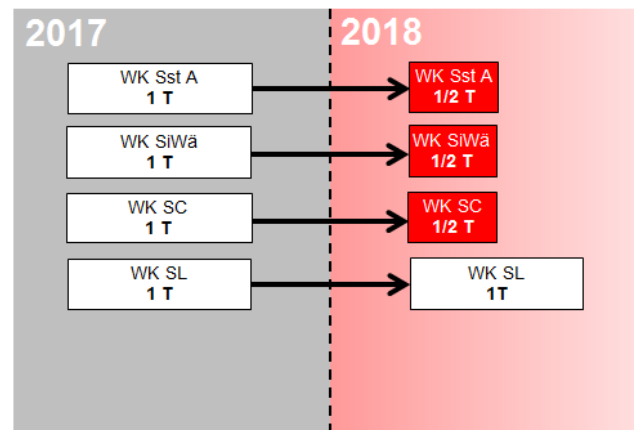 2017
2018
WK Sst A
1 T
WK Sst A
1/2 T
WK SiWä
1 T
WK SiWä
1/2 T
WK SC
1 T
WK SC
1/2 T
WK SL
1 T
WK SL
1T